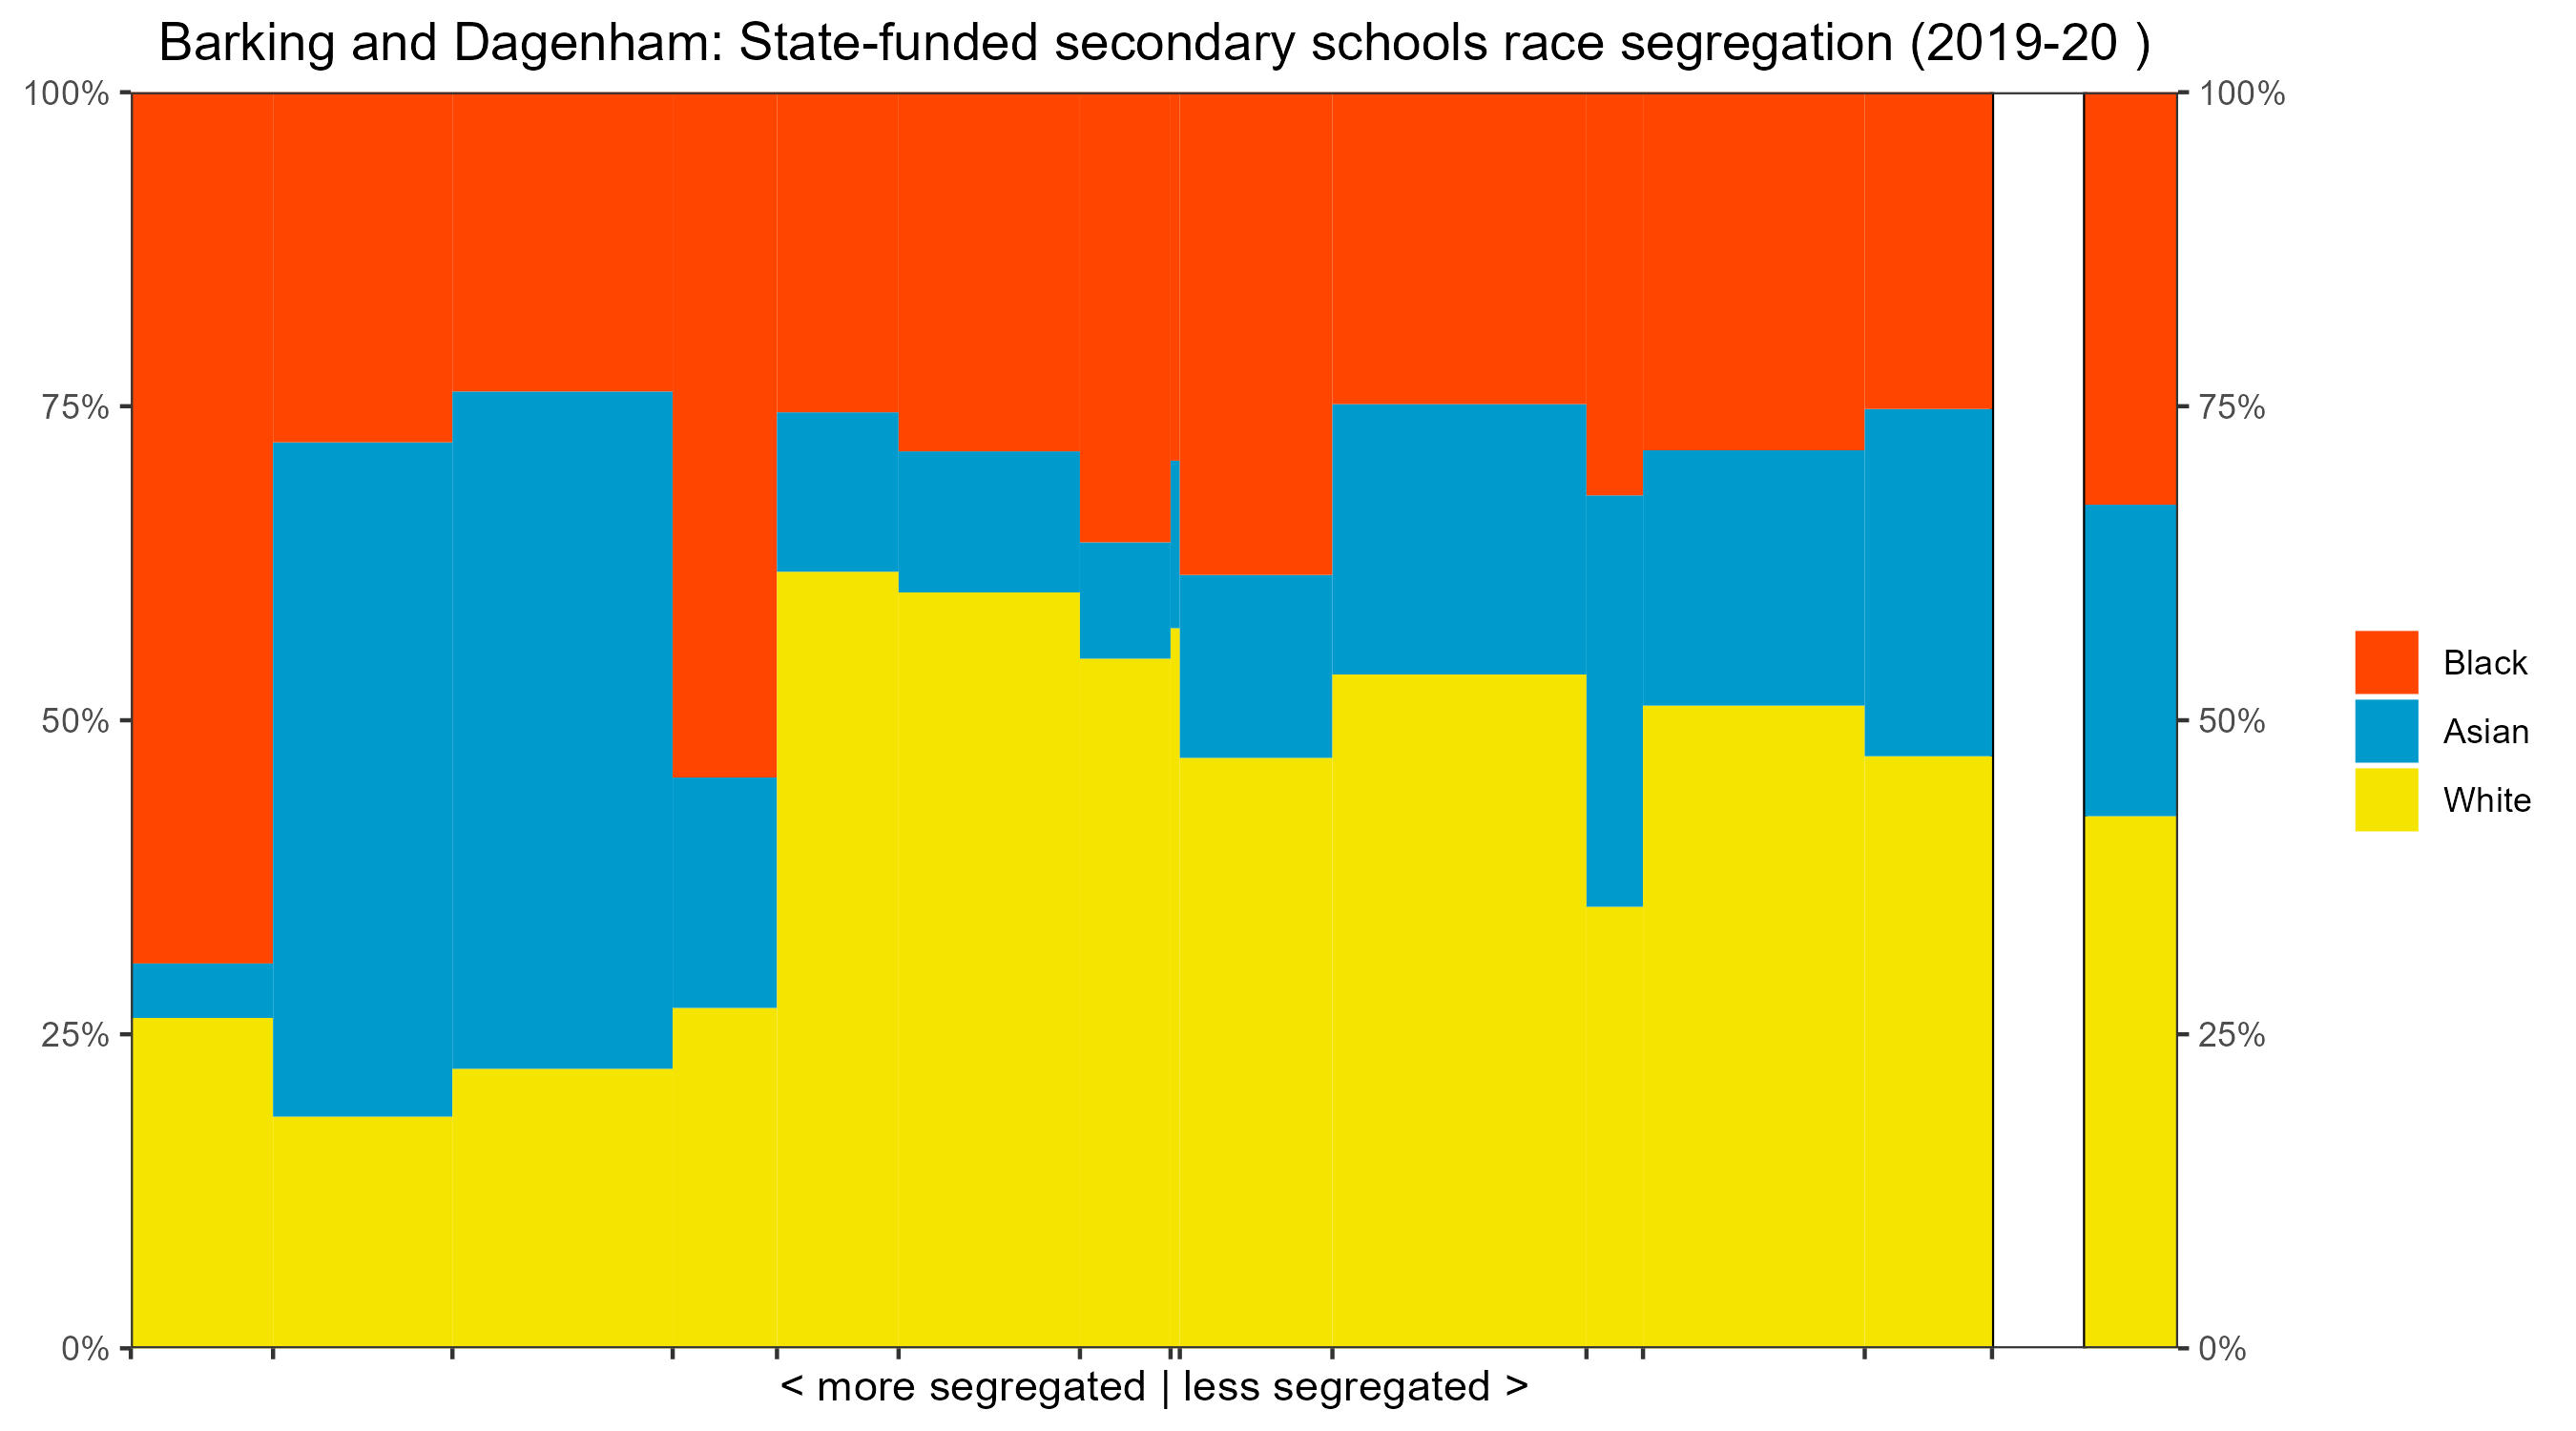 Barking and Dagenham: State-funded secondary schools race segregation (2019-20 )
100%
75%
50%
25%
0%
100%
75%
50%
25%
0%
< more segregated | less segregated >
Black
Asian
White